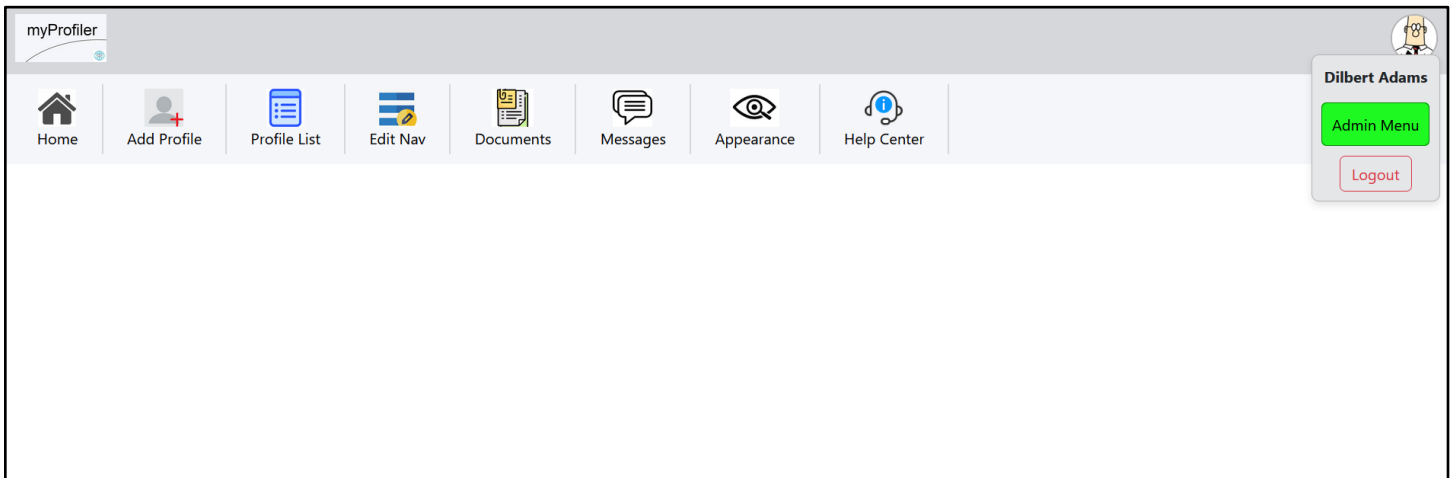 myProfiler
Dilbert Adams
Admin Menu
Logout
Home
Add Profile
Profile List
Edit Nav
Documents
Messages
Appearance
Help Center